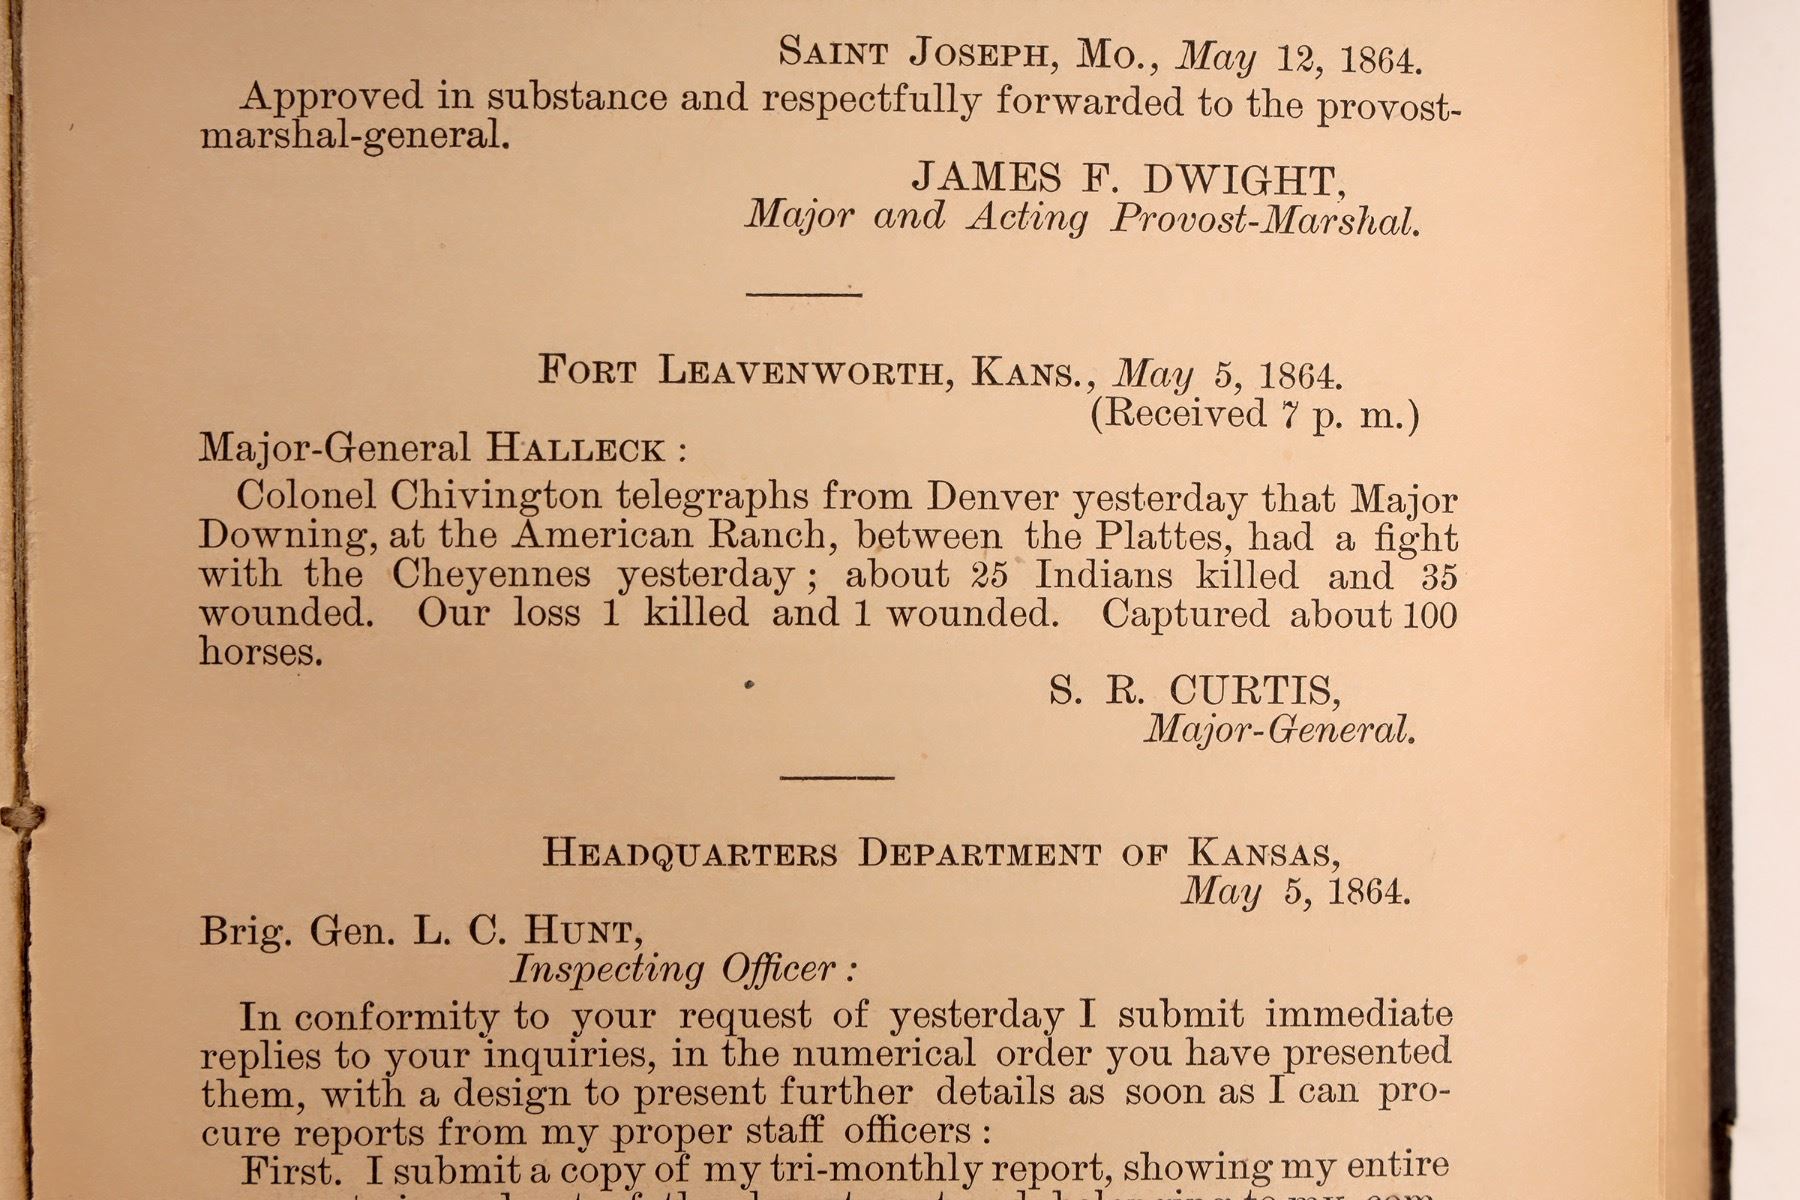 SAINT JOSEPH, MO., May 12, 1864.
Approved in substance and respectfully forwarded to the provost-
marshal-general.
JAMES F. DWIGHT,
Major and Acting Provost-Marshal.
FORT LEAVENWORTH, KANS., May 5, 1864.
(Received 7 p. m.)
Major-General HALLECK :
Colonel Chivington telegraphs from Denver yesterday that Major
Downing, at the American Ranch, between the Plattes, had a fight
with the Cheyennes yesterday ; about 25 Indians killed and 35
wounded. Our loss 1 killed and 1 wounded. Captured about 100
horses.
S. R. CURTIS,
Major-General.
HEADQUARTERS DEPARTMENT OF KANSAS,
May 5, 1864.
Brig. Gen. L. C. HUNT,
Inspecting Officer :
In conformity to your request of yesterday I submit immediate
replies to your inquiries, in the numerical order you have presented
them, with a design to present further details as soon as I can pro-
cure reports from my proper staff officers :
First. I submit a copy of my tri-monthly report, showing my entire